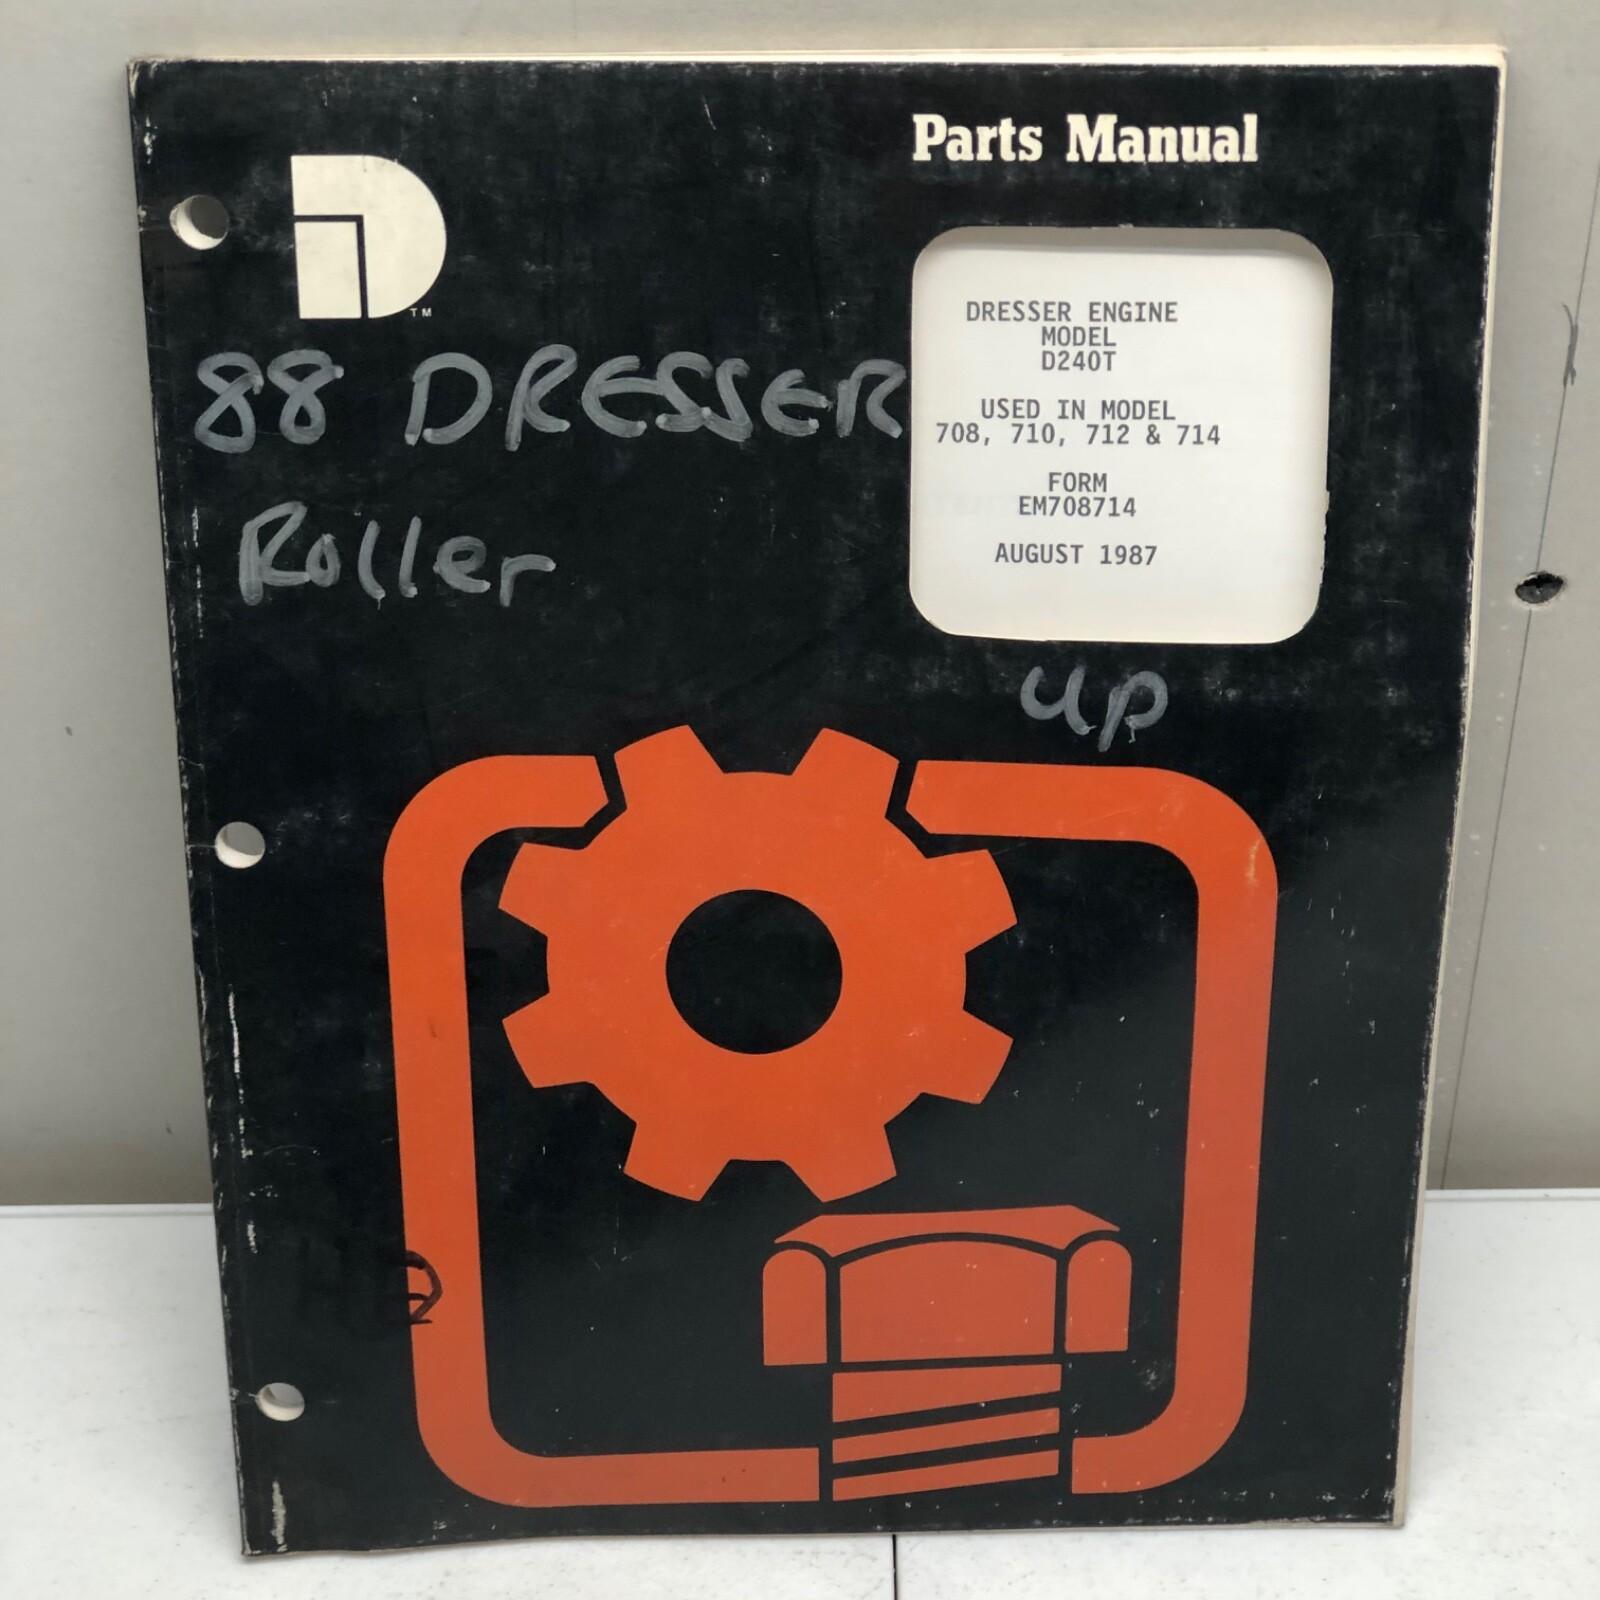 Parts Manual
D
TM
DRESSER ENGINE
MODEL
D240T
USED IN MODEL
708, 710, 712 & 714
FORM
EM708714
AUGUST 1987
88 DRESSER
Roller
up